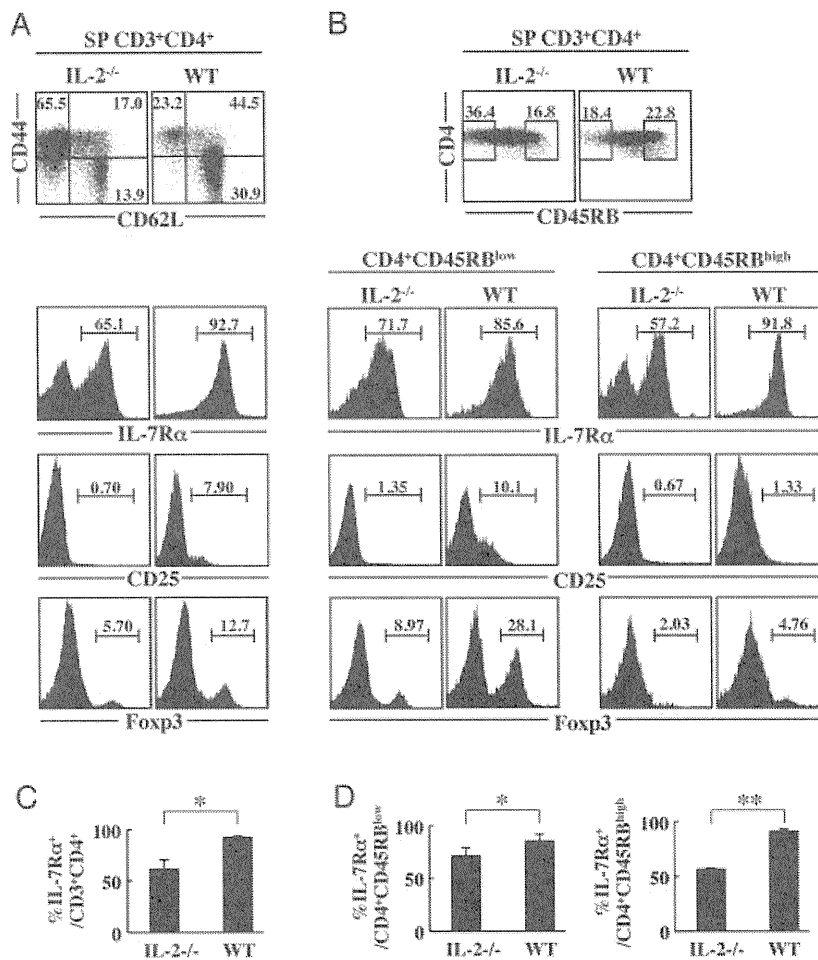 A
SP CD3+CD4+
IL-2-/- WT
65.5 17.0 23.2 44.5
CD44
13.9 30.9
CD62L
65.1 92.7
IL-7Rα
0.70 7.90
CD25
5.70 12.7
Foxp3
B
SP CD3+CD4+
IL-2-/- WT
36.4 16.8 18.4 22.8
CD4
CD45RB
CD4+CD45RBlow CD4+CD45RBhigh
IL-2-/- WT IL-2-/- WT
71.7 85.6 57.2 91.8
IL-7Rα
1.35 10.1 0.67 1.33
CD25
8.97 28.1 2.03 4.76
Foxp3
C
*
%IL-7Rα+
/CD3+CD4+
100
50
0
IL-2-/- WT
D
*
%IL-7Rα+
/CD4+CD45RBlow
100
50
0
IL-2-/- WT
**
%IL-7Rα+
/CD4+CD45RBhigh
100
50
0
IL-2-/- WT